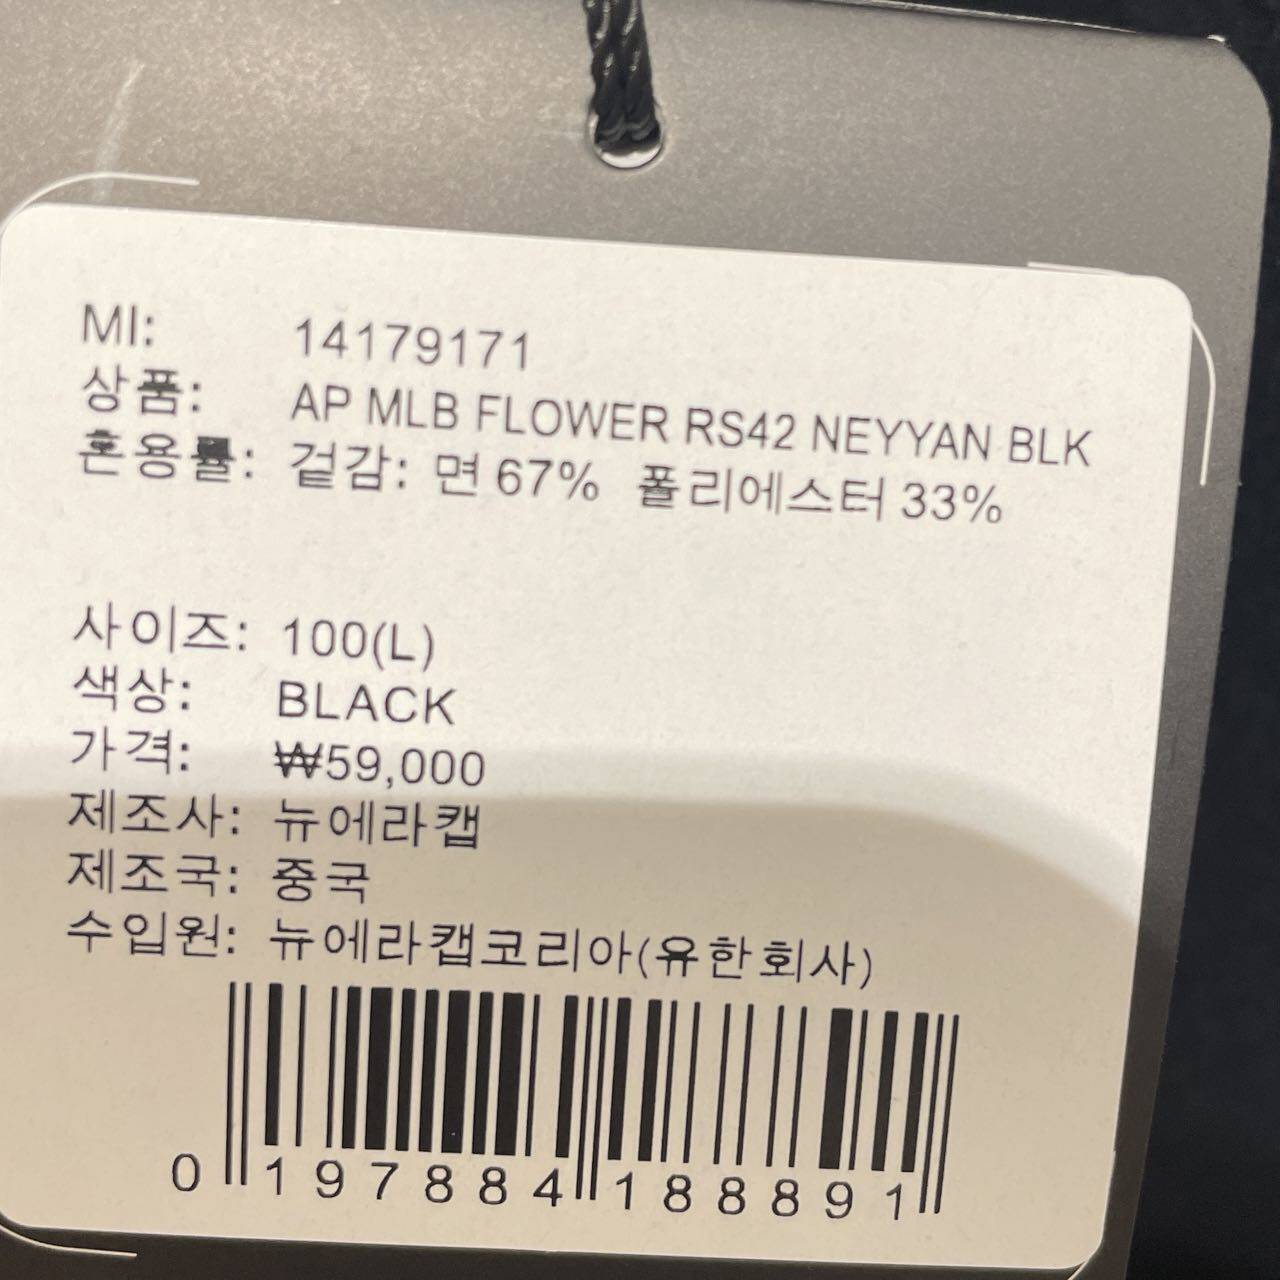 MI: 14179171
상품: AP MLB FLOWER RS42 NEYYAN BLK
혼용률: 겉감: 면 67% 폴리에스터 33%
사이즈: 100(L)
색상: BLACK
가격: ₩59,000
제조사: 뉴에라캡
제조국: 중국
수입원: 뉴에라캡코리아(유한회사)
0 197884 188891